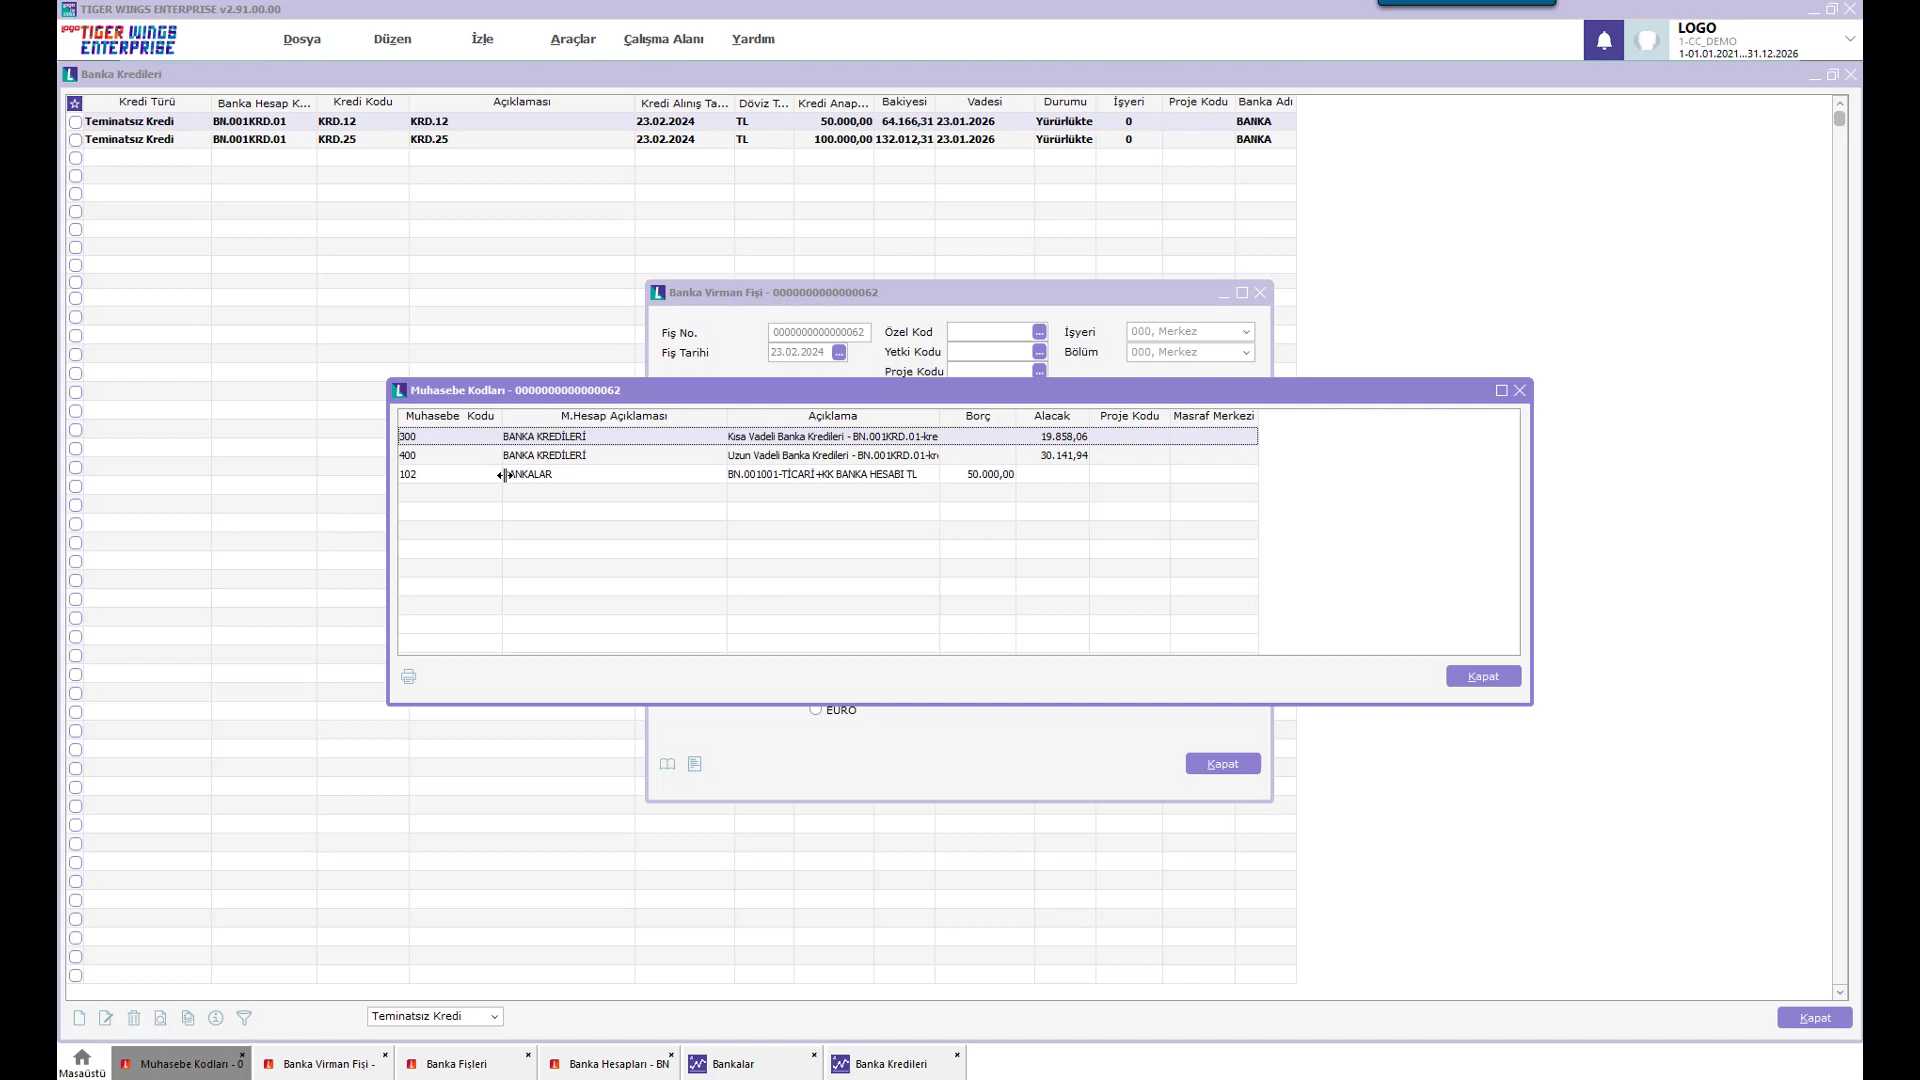 TIGER WINGS ENTERPRISE v2.91.00.00
LOGO TIGER WINGS ENTERPRISE
Dosya Düzen İzle Araçlar Çalışma Alanı Yardım
LOGO
1-CC_DEMO
1-01.01.2021...31.12.2026
Banka Kredileri
Kredi Türü Banka Hesap K... Kredi Kodu Açıklaması Kredi Alınış Ta... Döviz T... Kredi Anap... Bakiyesi Vadesi Durumu İşyeri Proje Kodu Banka Adı
Teminatsız Kredi BN.001KRD.01 KRD.12 KRD.12 23.02.2024 TL 50.000,00 64.166,31 23.01.2026 Yürürlükte 0 BANKA
Teminatsız Kredi BN.001KRD.01 KRD.25 KRD.25 23.02.2024 TL 100.000,00 132.012,31 23.01.2026 Yürürlükte 0 BANKA
Banka Virman Fişi - 0000000000000062
Fiş No. 0000000000000062 Özel Kod ... İşyeri 000, Merkez
Fiş Tarihi 23.02.2024 ... Yetki Kodu ... Bölüm 000, Merkez
Proje Kodu ...
Muhasebe Kodları - 0000000000000062
Muhasebe Kodu M.Hesap Açıklaması Açıklama Borç Alacak Proje Kodu Masraf Merkezi
300 BANKA KREDİLERİ Kısa Vadeli Banka Kredileri - BN.001KRD.01-kre 19.858,06
400 BANKA KREDİLERİ Uzun Vadeli Banka Kredileri - BN.001KRD.01-kr 30.141,94
102 BANKALAR BN.001001-TİCARİ+KK BANKA HESABI TL 50.000,00
Kapat
EURO
Kapat
Teminatsız Kredi
Kapat
Masaüstü Muhasebe Kodları - 0 Banka Virman Fişi - Banka Fişleri Banka Hesapları - BN Bankalar Banka Kredileri